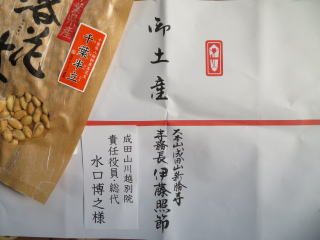 千葉半立
御土産
大本山成田山新勝寺
寺務長 伊藤照節
成田山川越別院
責任役員・総代
水口博之様